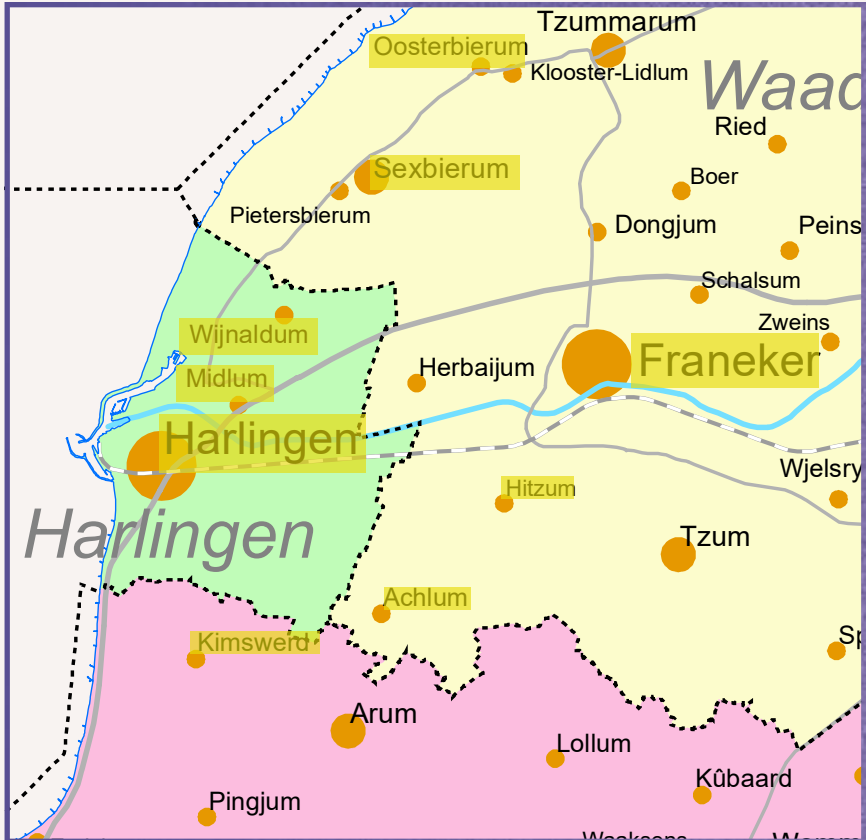 Tzummarum
Oosterbierum
Klooster-Lidlum
Waad
Ried
Sexbierum
Boer
Pietersbierum
Dongjum
Peins
Schalsum
Zweins
Wijnaldum
Herbaijum
Franeker
Midlum
Harlingen
Wjelsry
Hitzum
Harlingen
Tzum
Achlum
Kimswerd
Sp
Arum
Lollum
Kûbaard
Pingjum